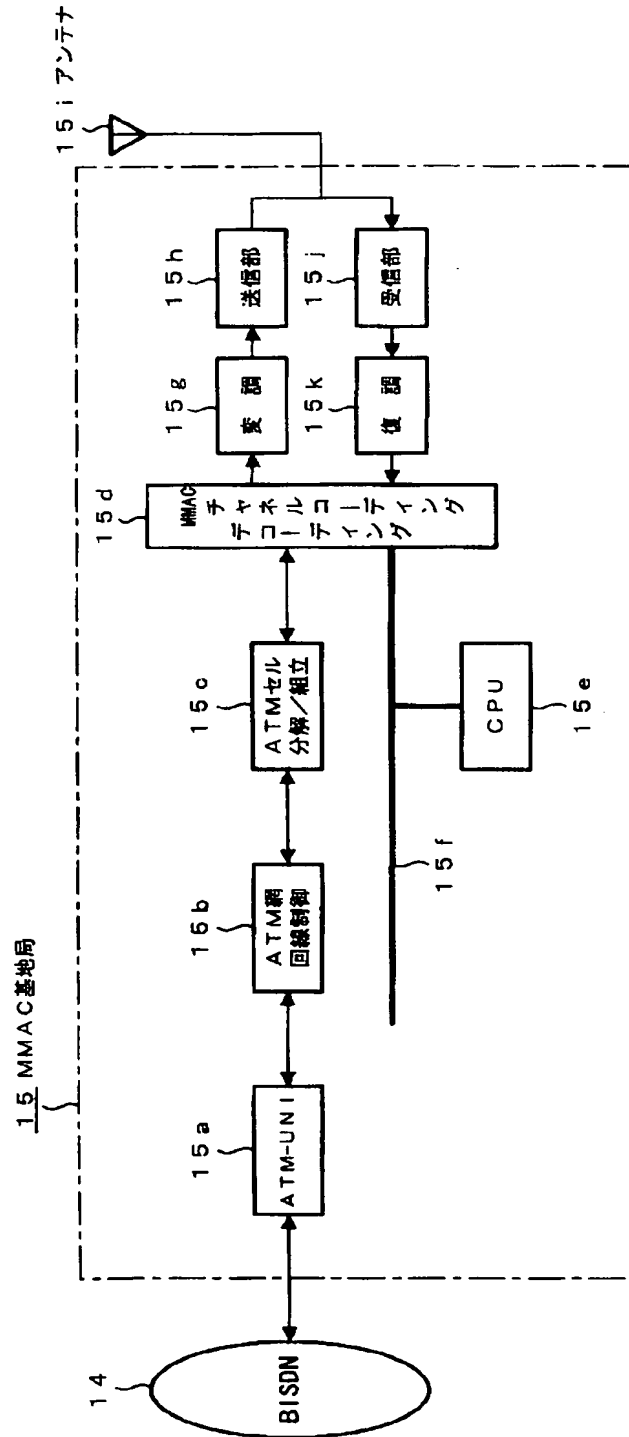 14
BISDN
15 MMAC基地局
15a
ATM-UNI
15b
ATM網
回線制御
15c
ATMセル
分解／組立
15d
MMAC
チャネルコーディング
デコーディング
15e
CPU
15f
15g
変調
15h
送信部
15i アンテナ
15j
受信部
15k
復調